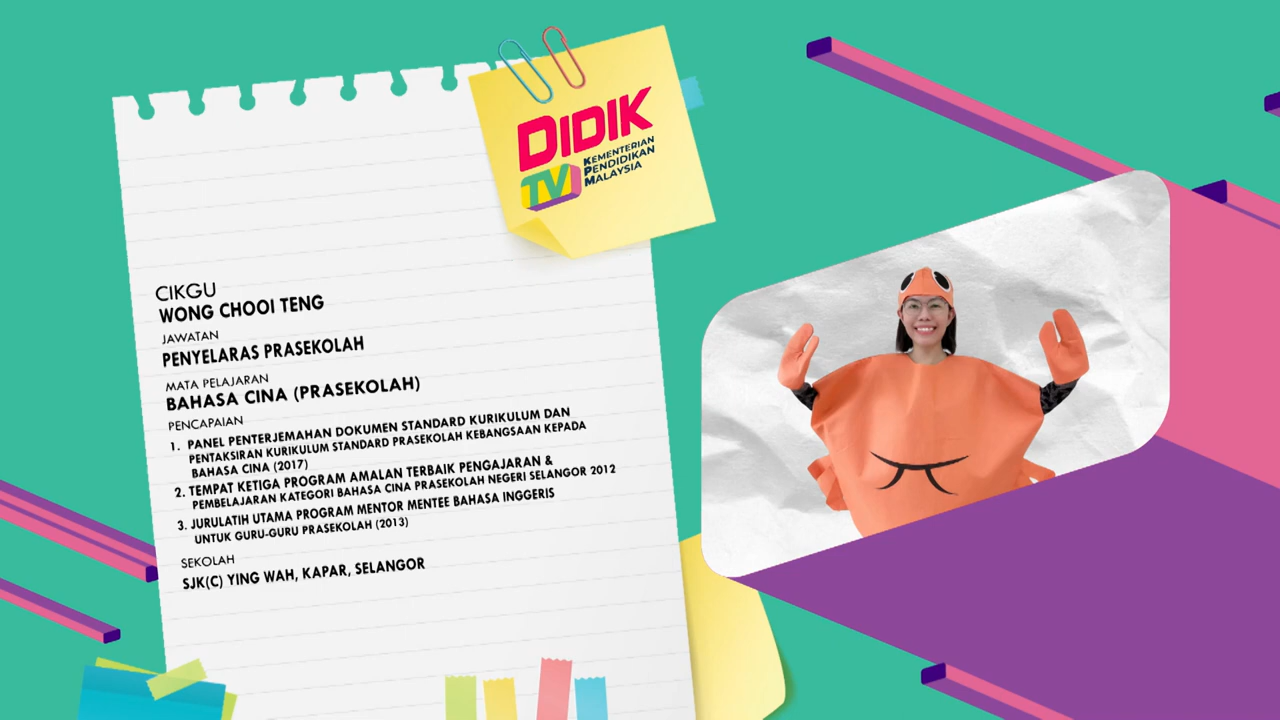 DIDIK
TV
KEMENTERIAN
PENDIDIKAN
MALAYSIA
CIKGU
WONG CHOOI TENG
JAWATAN
PENYELARAS PRASEKOLAH
MATA PELAJARAN
BAHASA CINA (PRASEKOLAH)
PENCAPAIAN
1. PANEL PENTERJEMAHAN DOKUMEN STANDARD KURIKULUM DAN
PENTAKSIRAN KURIKULUM STANDARD PRASEKOLAH KEBANGSAAN KEPADA
BAHASA CINA (2017)
2. TEMPAT KETIGA PROGRAM AMALAN TERBAIK PENGAJARAN &
PEMBELAJARAN KATEGORI BAHASA CINA PRASEKOLAH NEGERI SELANGOR 2012
3. JURULATIH UTAMA PROGRAM MENTOR MENTEE BAHASA INGGERIS
UNTUK GURU-GURU PRASEKOLAH (2013)
SEKOLAH
SJK(C) YING WAH, KAPAR, SELANGOR